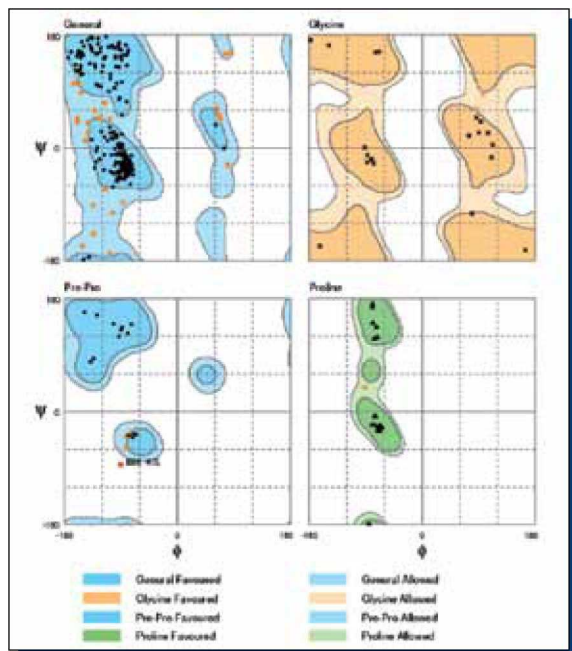 General Glycine
180
Ψ 0
-180
Pre-Pro Proline
180
Ψ 0
-180
-180 0 180 -180 0 180
Φ Φ
General Favoured General Allowed
Glycine Favoured Glycine Allowed
Pre-Pro Favoured Pre-Pro Allowed
Proline Favoured Proline Allowed